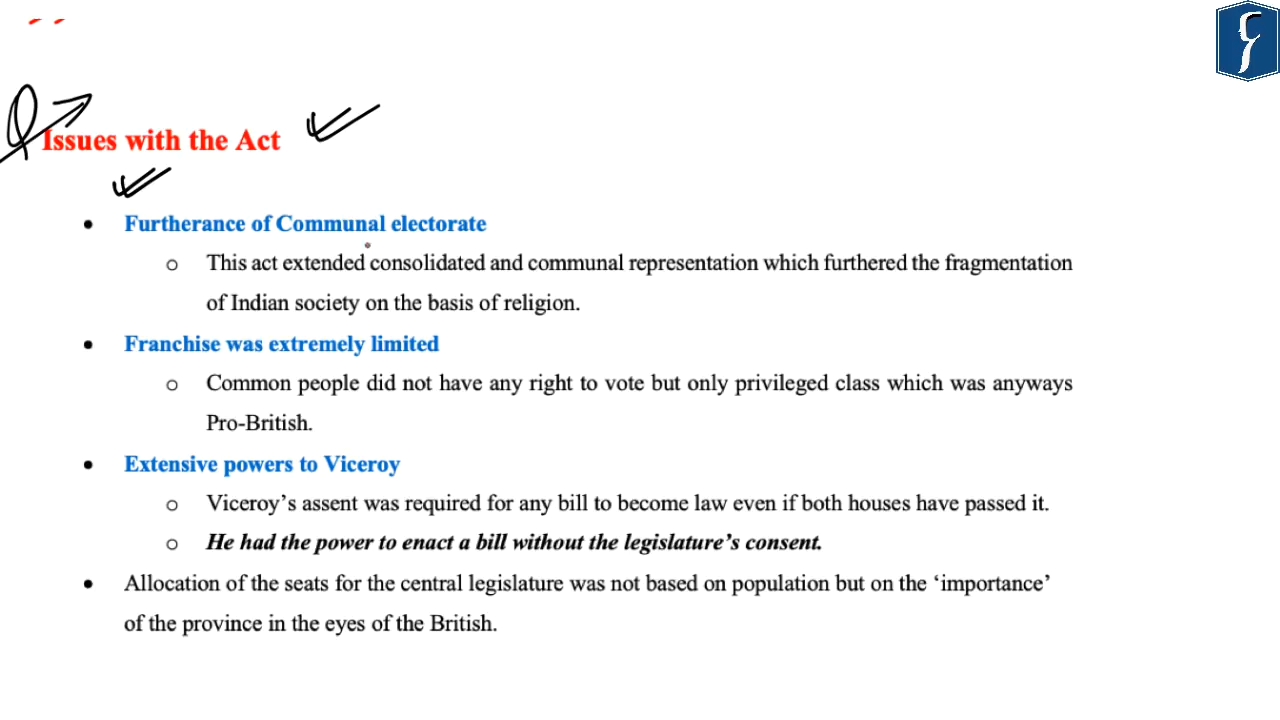 Issues with the Act
• Furtherance of Communal electorate
o This act extended consolidated and communal representation which furthered the fragmentation
of Indian society on the basis of religion.
• Franchise was extremely limited
o Common people did not have any right to vote but only privileged class which was anyways
Pro-British.
• Extensive powers to Viceroy
o Viceroy’s assent was required for any bill to become law even if both houses have passed it.
o He had the power to enact a bill without the legislature’s consent.
• Allocation of the seats for the central legislature was not based on population but on the ‘importance’
of the province in the eyes of the British.